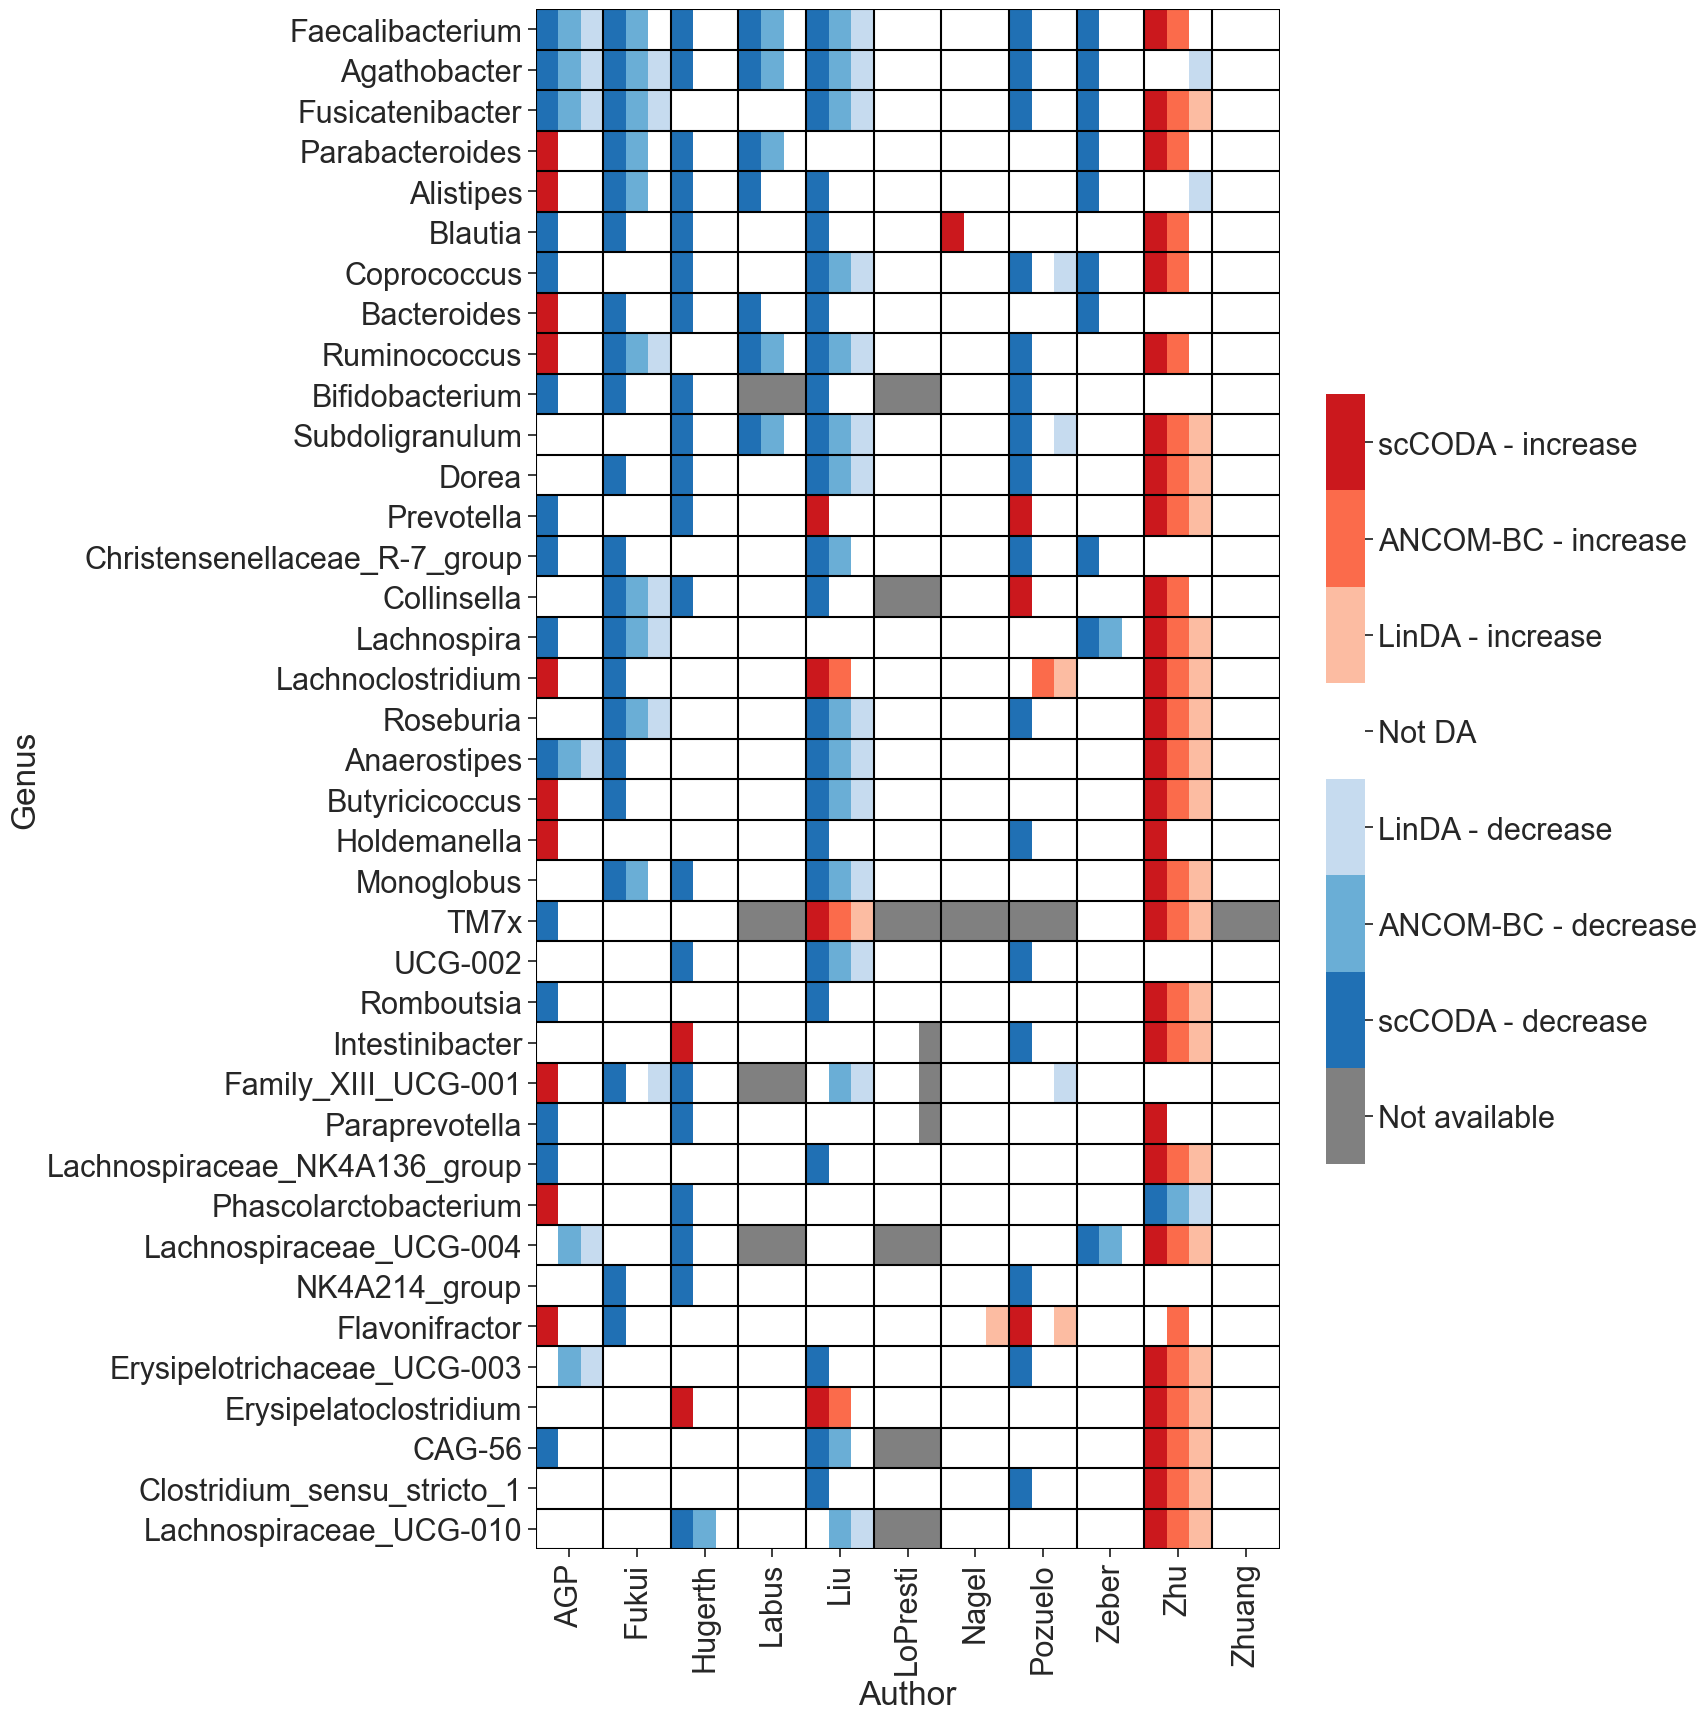 Faecalibacterium
Agathobacter
Fusicatenibacter
Parabacteroides
Alistipes
Blautia
Coprococcus
Bacteroides
Ruminococcus
Bifidobacterium
Subdoligranulum
Dorea
Prevotella
Christensenellaceae_R-7_group
Collinsella
Lachnospira
Lachnoclostridium
Roseburia
Anaerostipes
Butyricicoccus
Holdemanella
Monoglobus
TM7x
UCG-002
Romboutsia
Intestinibacter
Family_XIII_UCG-001
Paraprevotella
Lachnospiraceae_NK4A136_group
Phascolarctobacterium
Lachnospiraceae_UCG-004
NK4A214_group
Flavonifractor
Erysipelotrichaceae_UCG-003
Erysipelatoclostridium
CAG-56
Clostridium_sensu_stricto_1
Lachnospiraceae_UCG-010
Genus
AGP
Fukui
Hugerth
Labus
Liu
LoPresti
Nagel
Pozuelo
Zeber
Zhu
Zhuang
Author
scCODA - increase
ANCOM-BC - increase
LinDA - increase
Not DA
LinDA - decrease
ANCOM-BC - decrease
scCODA - decrease
Not available